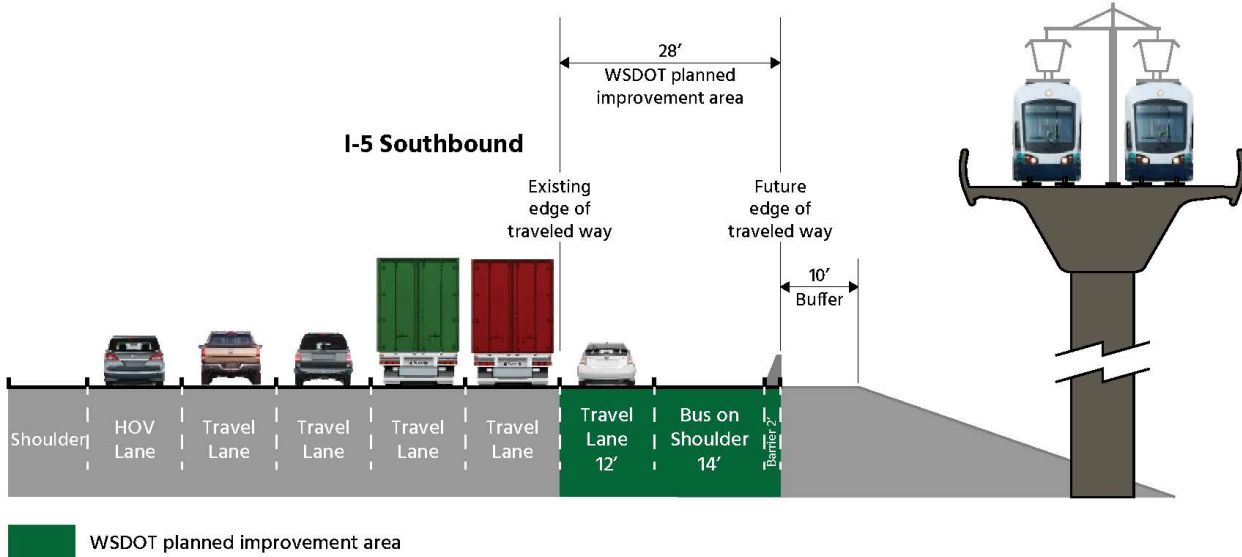 28’
WSDOT planned
improvement area
I-5 Southbound
Existing
edge of
traveled way
Future
edge of
traveled way
10’
Buffer
Shoulder
HOV
Lane
Travel
Lane
Travel
Lane
Travel
Lane
Travel
Lane
Travel
Lane
12’
Bus on
Shoulder
14’
Barrier 2’
WSDOT planned improvement area